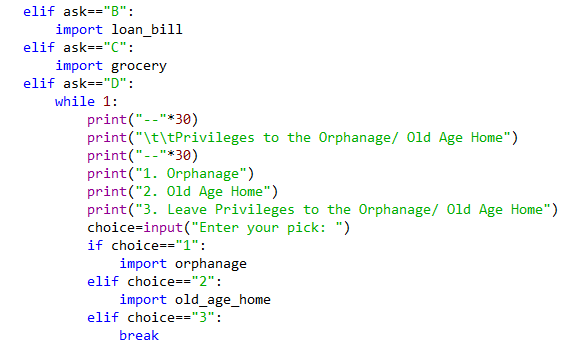 elif ask=="B":
    import loan_bill
elif ask=="C":
    import grocery
elif ask=="D":
    while 1:
        print("--"*30)
        print("\t\tPrivileges to the Orphanage/ Old Age Home")
        print("--"*30)
        print("1. Orphanage")
        print("2. Old Age Home")
        print("3. Leave Privileges to the Orphanage/ Old Age Home")
        choice=input("Enter your pick: ")
        if choice=="1":
            import orphanage
        elif choice=="2":
            import old_age_home
        elif choice=="3":
            break